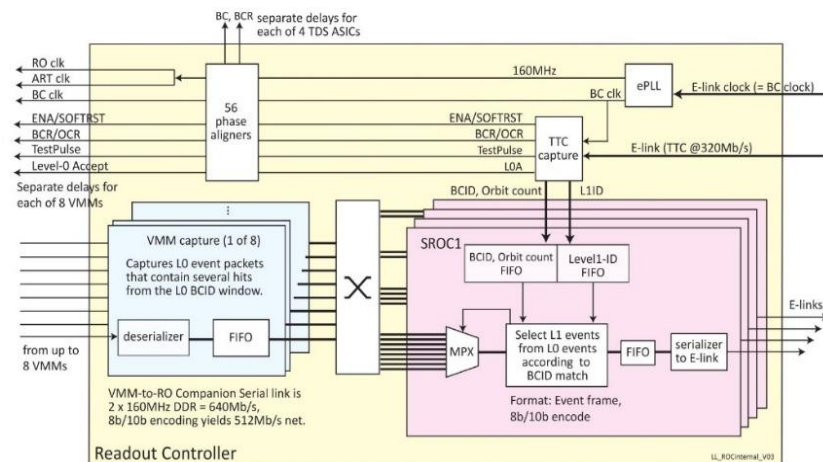 BC, BCR
separate delays for
each of 4 TDS ASICs
RO clk
ART clk
BC clk
ENA/SOFTRST
BCR/OCR
TestPulse
Level-0 Accept
Separate delays for
each of 8 VMMs
56
phase
aligners
160MHz
BC clk
ePLL
E-link clock (= BC clock)
ENA/SOFTRST
BCR/OCR
TestPulse
L0A
TTC
capture
E-link (TTC @320Mb/s)
BCID, Orbit count
L1ID
⋮
VMM capture (1 of 8)
Captures L0 event packets
that contain several hits
from the L0 BCID window.
deserializer
FIFO
from up to
8 VMMs
SROC1
BCID, Orbit count
FIFO
Level1-ID
FIFO
MPX
Select L1 events
from L0 events
according to
BCID match
FIFO
serializer
to E-link
E-links
Format: Event frame,
8b/10b encode
VMM-to-RO Companion Serial link is
2 x 160MHz DDR = 640Mb/s,
8b/10b encoding yields 512Mb/s net.
Readout Controller
LL_ROCinternal_V03